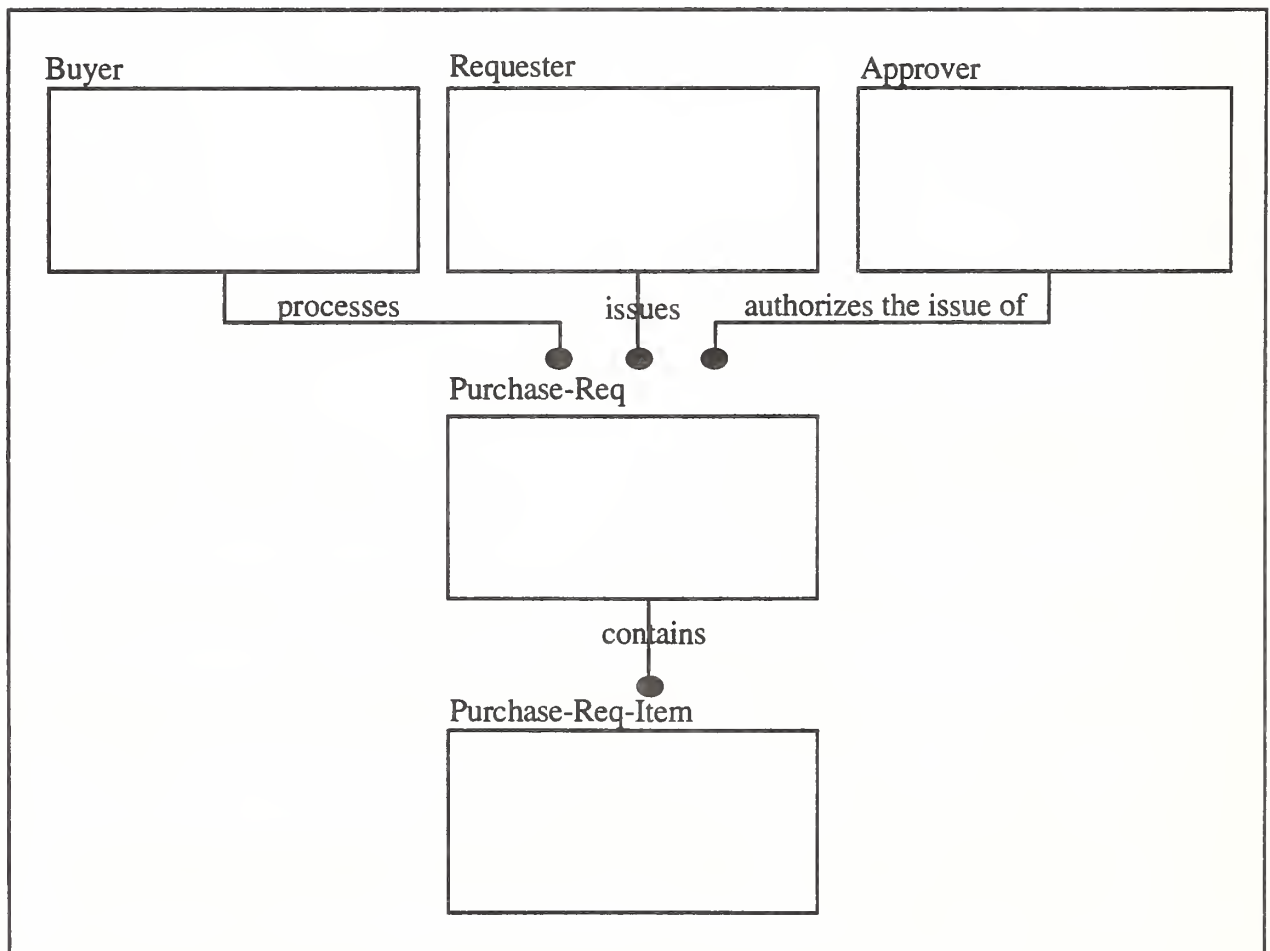 Buyer
Requester
Approver
processes
issues
authorizes the issue of
Purchase-Req
contains
Purchase-Req-Item